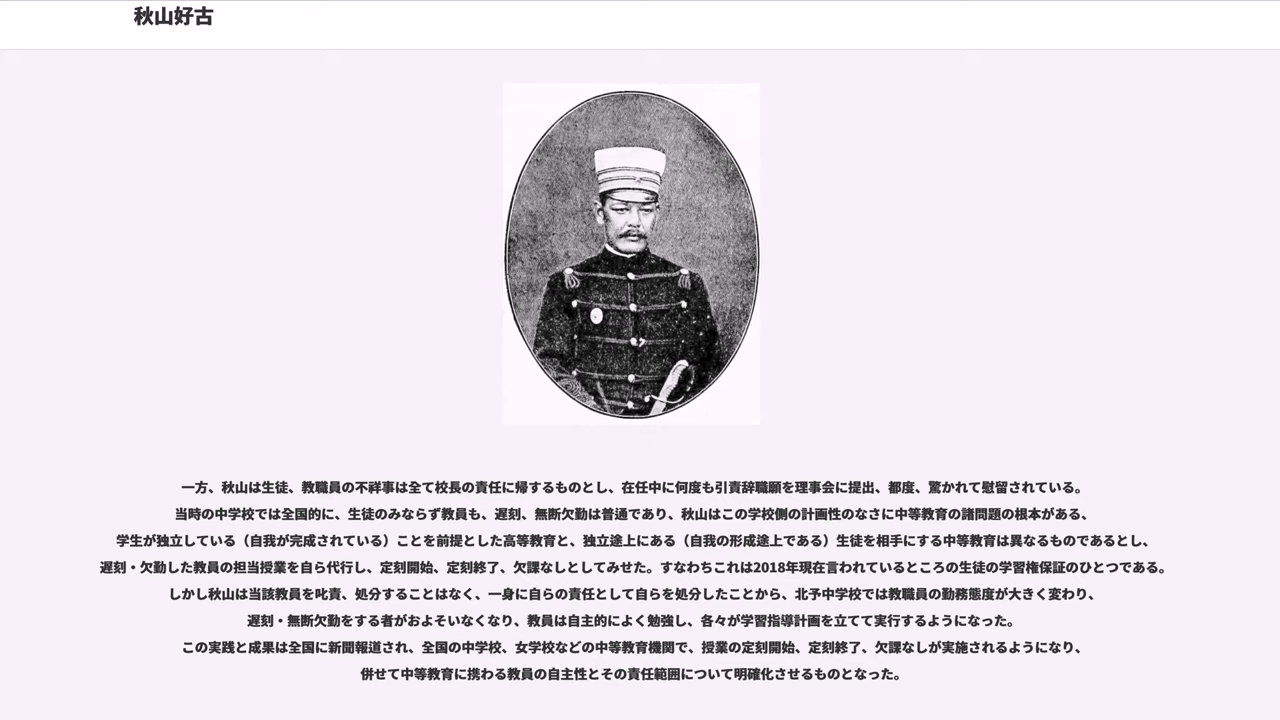 秋山好古
一方、秋山は生徒、教職員の不祥事は全て校長の責任に帰するものとし、在任中に何度も引責辞職願を理事会に提出、都度、驚かれて慰留されている。
当時の中学校では全国的に、生徒のみならず教員も、遅刻、無断欠勤は普通であり、秋山はこの学校側の計画性のなさに中等教育の諸問題の根本がある、
学生が独立している（自我が完成されている）ことを前提とした高等教育と、独立途上にある（自我の形成途上である）生徒を相手にする中等教育は異なるものであるとし、
遅刻・欠勤した教員の担当授業を自ら代行し、定刻開始、定刻終了、欠課なしとしてみせた。すなわちこれは2018年現在言われているところの生徒の学習権保証のひとつである。
しかし秋山は当該教員を叱責、処分することはなく、一身に自らの責任として自らを処分したことから、北予中学校では教職員の勤務態度が大きく変わり、
遅刻・無断欠勤をする者がおよそいなくなり、教員は自主的によく勉強し、各々が学習指導計画を立てて実行するようになった。
この実践と成果は全国に新聞報道され、全国の中学校、女学校などの中等教育機関で、授業の定刻開始、定刻終了、欠課なしが実施されるようになり、
併せて中等教育に携わる教員の自主性とその責任範囲について明確化させるものとなった。